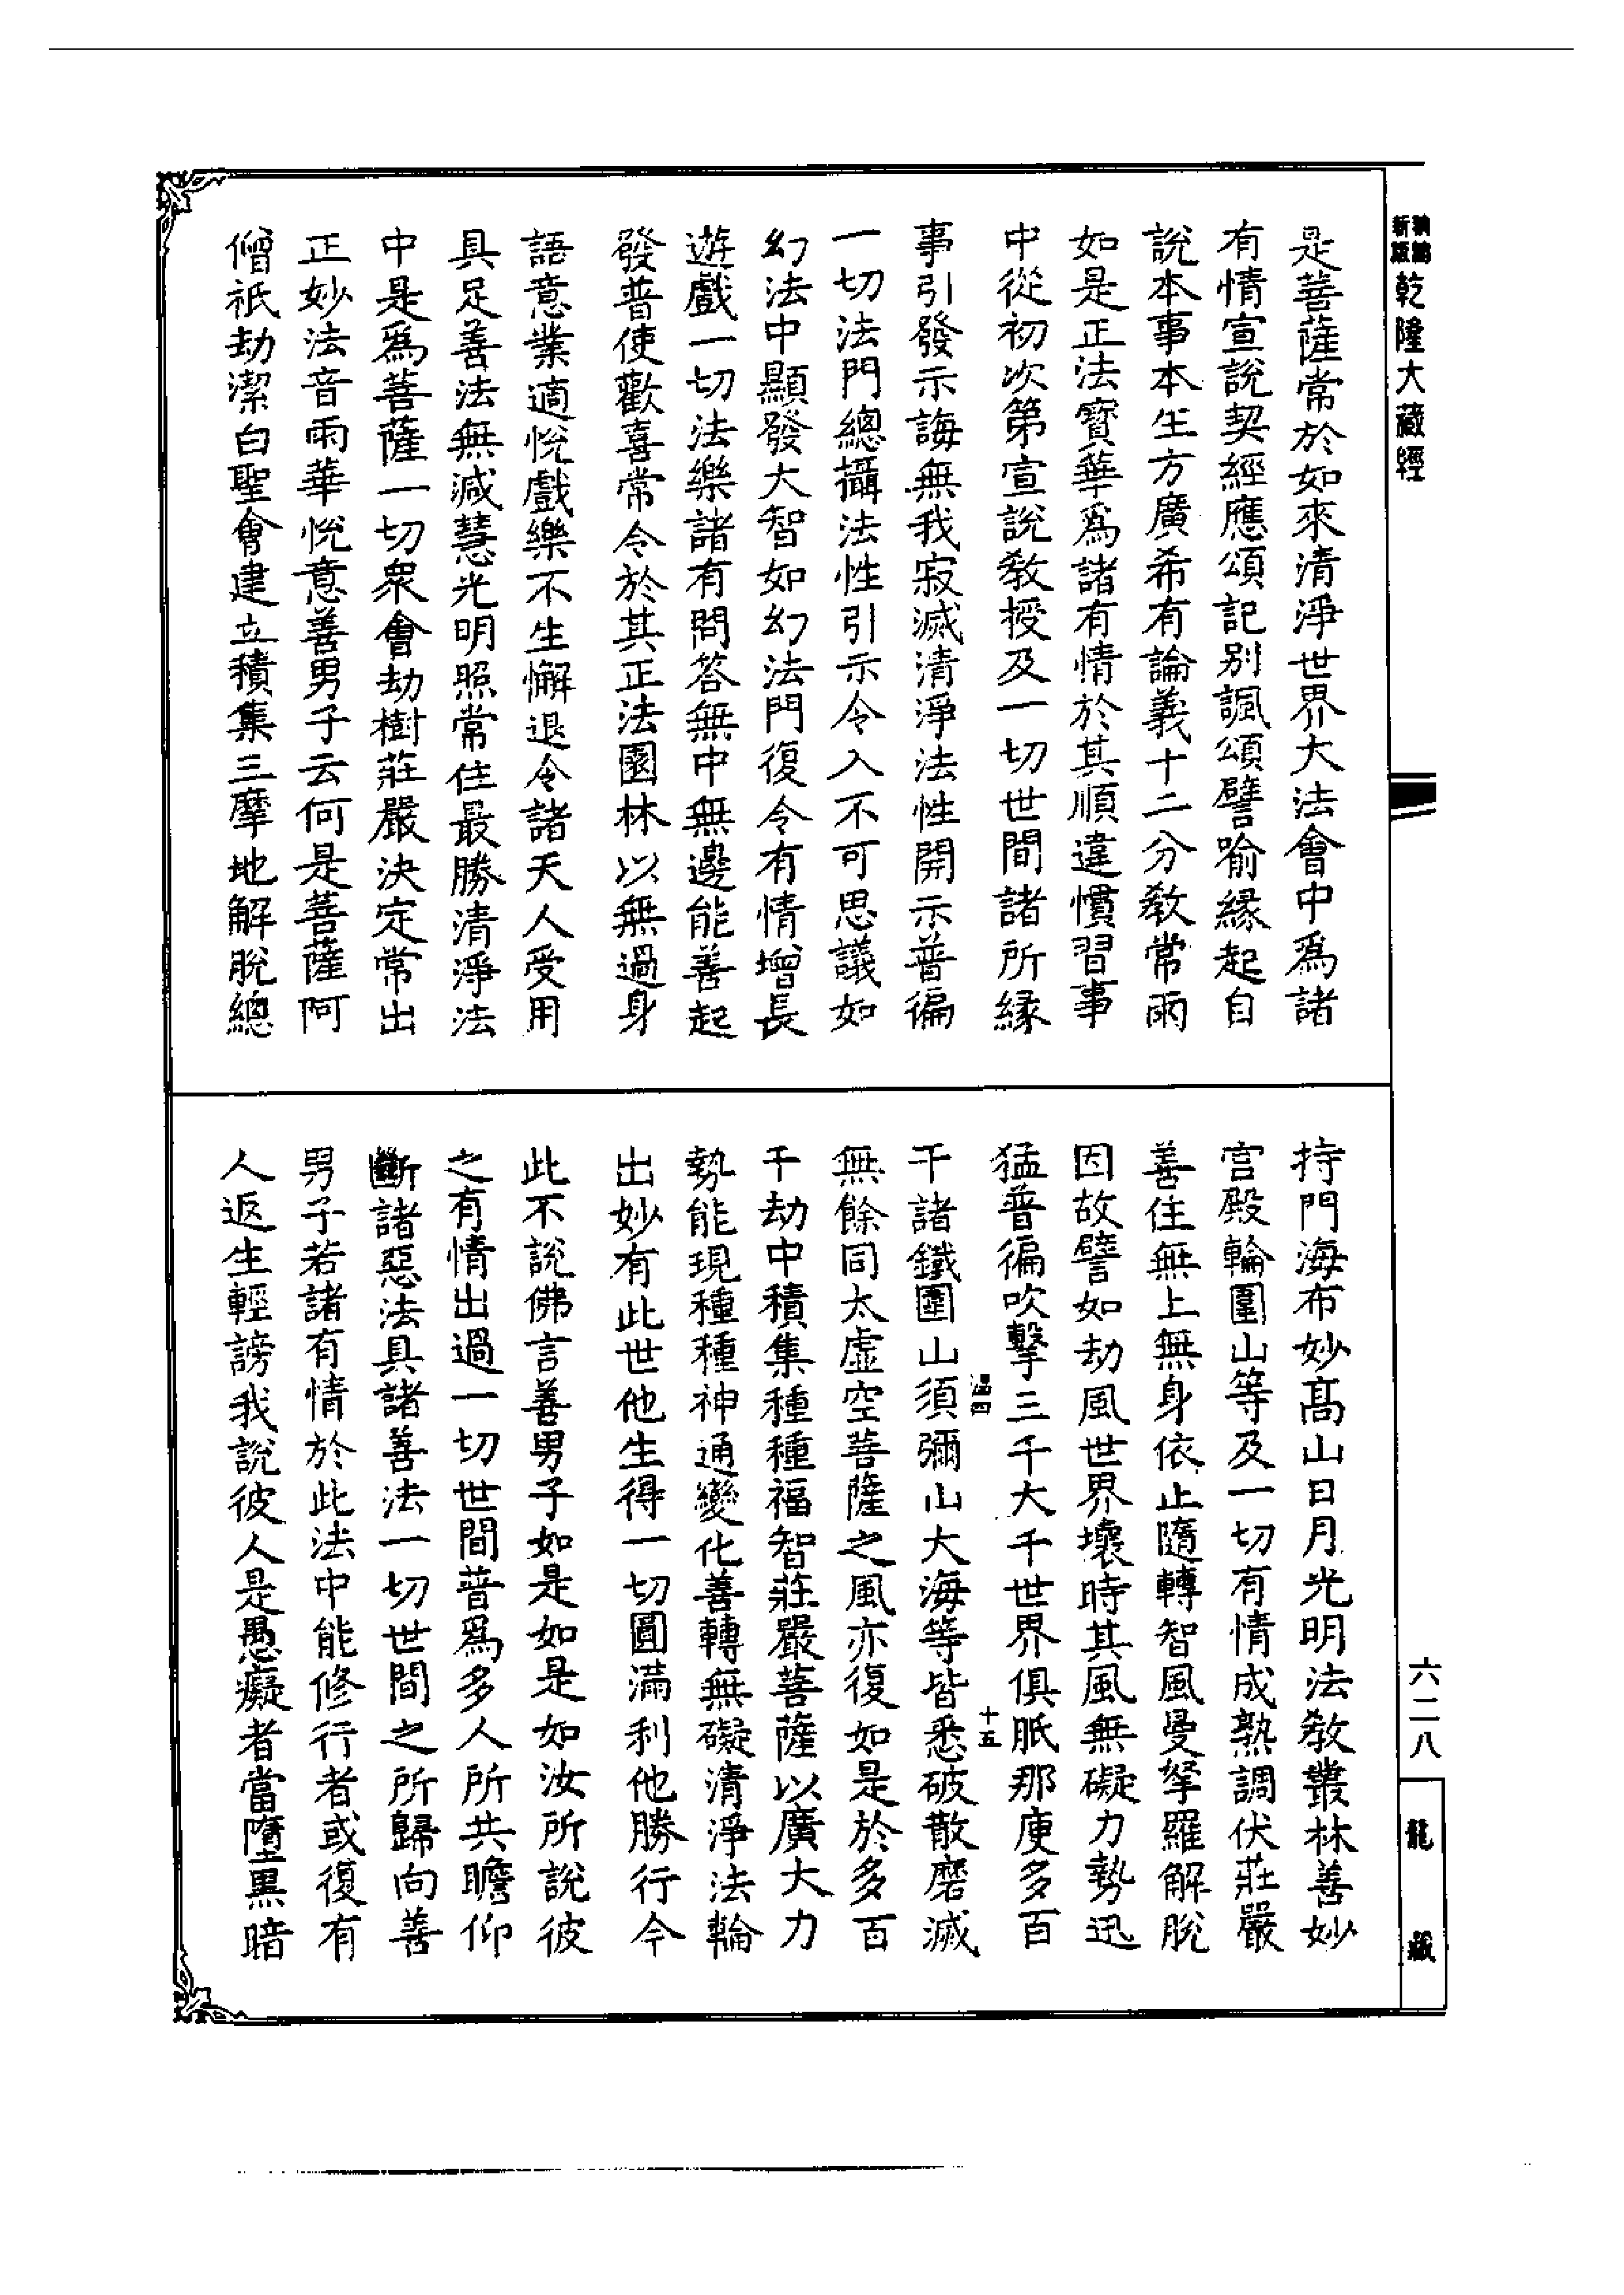 新編
新版
乾隆大藏經
是菩薩常於如來清淨世界大法會中爲諸
有情宣說契經應頌記別諷頌譬喻緣起自
說本事本生方廣希有論義十二分教常雨
如是正法寶華爲諸有情於其順違慣習事
中從初次第宣說教授及一切世間諸所緣
事引發示誨無我寂滅清淨法性開示普徧
一切法門總攝法性引示令入不可思議如
幻法中顯發大智如幻法門復令有情增長
遊戲一切法樂諸有問答無中無邊能善起
發普使歡喜常令於其正法園林以無過身
語意業適悅戲樂不生懈退令諸天人受用
具足善法無減慧光明照常住最勝清淨法
中是爲菩薩一切衆會劫樹莊嚴決定常出
正妙法音雨華悅意善男子云何是菩薩阿
僧祇劫潔白聖會建立積集三摩地解脫總
持門海布妙高山日月光明法教叢林善妙
宮殿輪圍山等及一切有情成熟調伏莊嚴
善住無上無身依止隨轉智風曼拏羅解脫
因故譬如劫風世界壞時其風無礙力勢迅
猛普徧吹擊三千大千世界俱胝那庾多百
千諸鐵圍山須彌山大海等皆悉破散磨滅
無餘同太虛空菩薩之風亦復如是於多百
千劫中積集種種福智莊嚴菩薩以廣大力
勢能現種種神通變化善轉無礙清淨法輪
出妙有此世他生得一切圓滿利他勝行令
此不說佛言善男子如是如是如汝所說彼
之有情出過一切世間普爲多人所共瞻仰
斷諸惡法具諸善法一切世間之所歸向善
男子若諸有情於此法中能修行者或復有
人返生輕謗我說彼人是愚癡者當墮黑暗
十五
六二八
龍藏